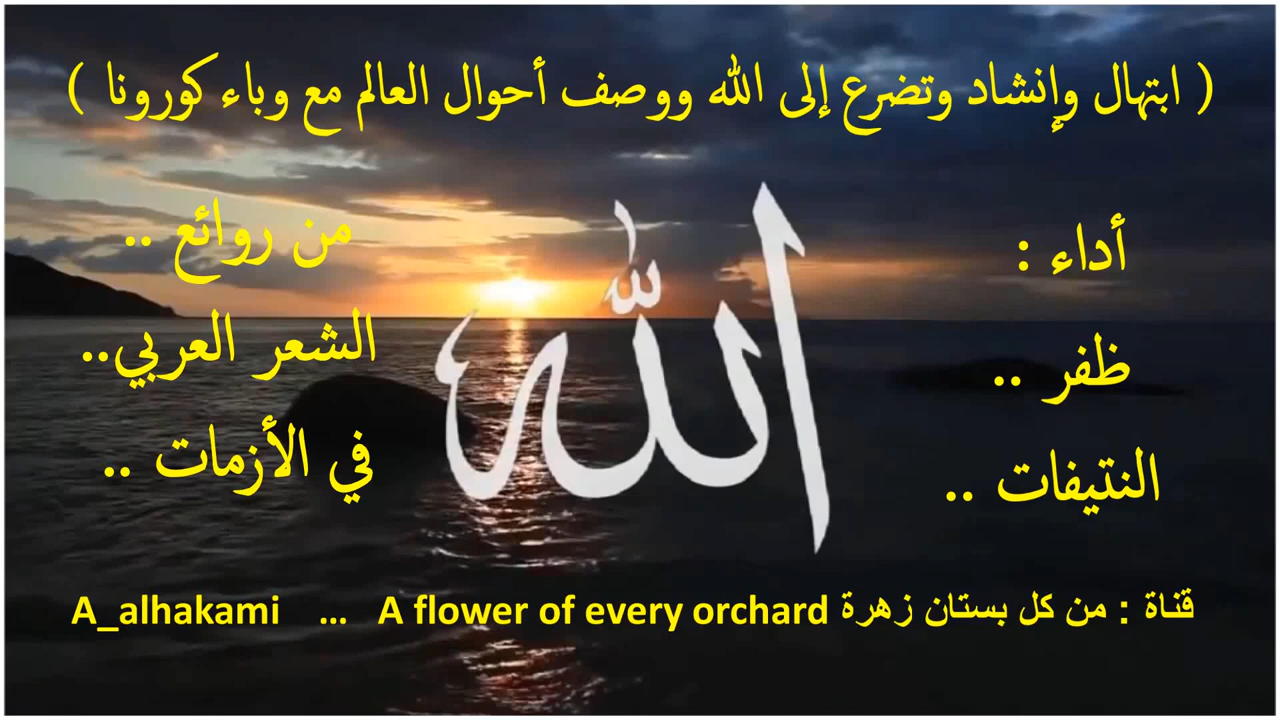 ( ابتهال وإنشاد وتضرع إلى الله ووصف أحوال العالم مع وباء كورونا )
أداء :
ظفر ..
النتيفات ..
الله
من روائع ..
الشعر العربي..
في الأزمات ..
قناة : من كل بستان زهرة A flower of every orchard ... A_alhakami